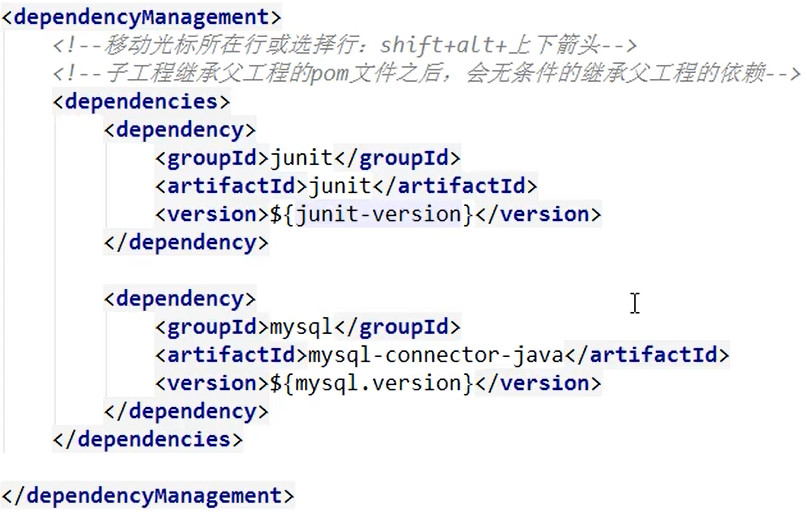 <dependencyManagement>
<!--移动光标所在行或选择行：shift+alt+上下箭头-->
<!--子工程继承父工程的pom文件之后，会无条件的继承父工程的依赖-->
<dependencies>
<dependency>
<groupId>junit</groupId>
<artifactId>junit</artifactId>
<version>${junit-version}</version>
</dependency>
<dependency>
<groupId>mysql</groupId>
<artifactId>mysql-connector-java</artifactId>
<version>${mysql.version}</version>
</dependency>
</dependencies>
</dependencyManagement>